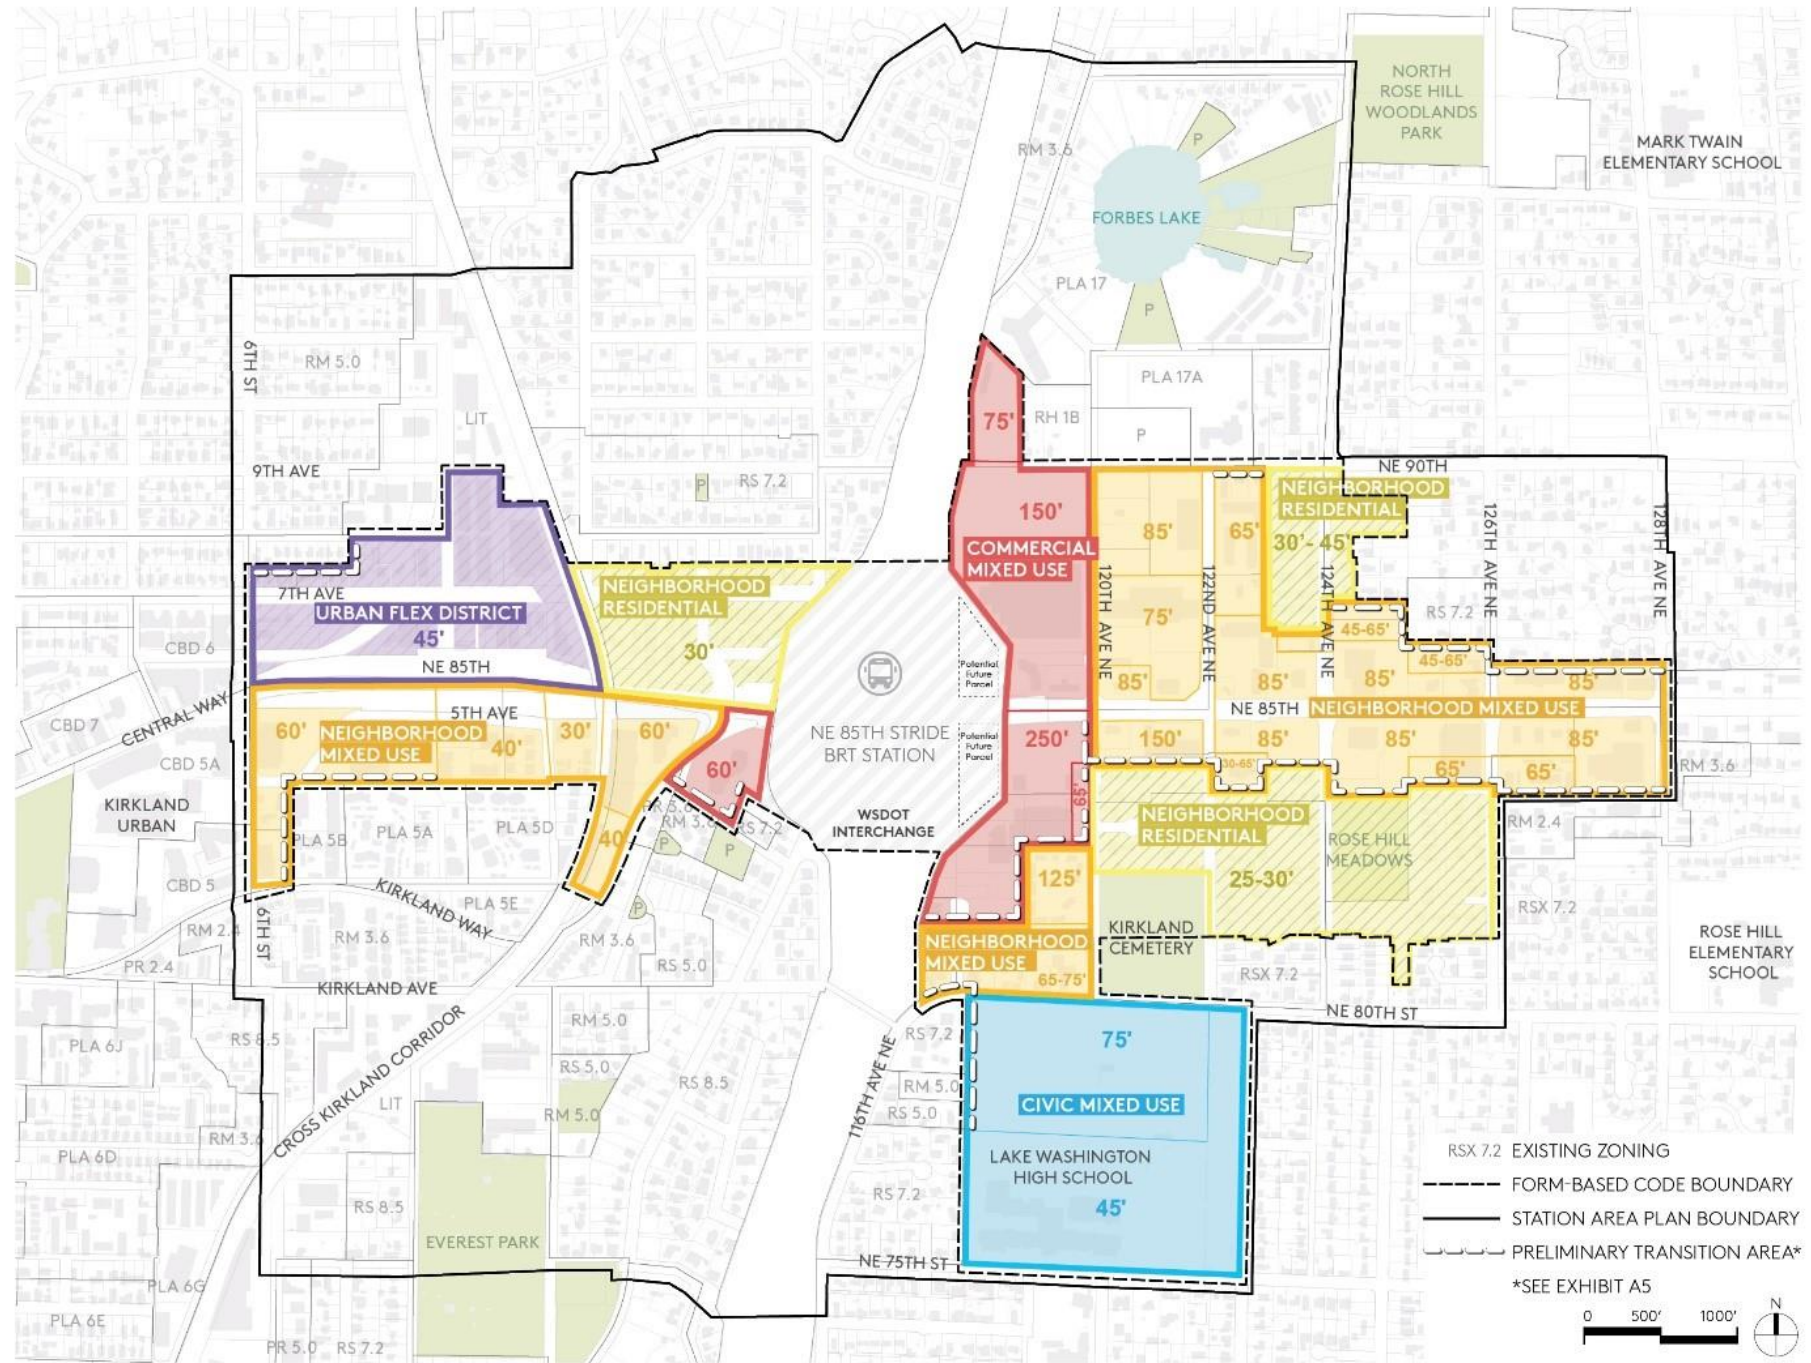 NORTH
ROSE HILL
WOODLANDS
PARK
MARK TWAIN
ELEMENTARY SCHOOL
RM 3.6
P
FORBES LAKE
PLA 17
P
6TH ST
RM 5.0
LIT
PLA 17A
75'
RH 1B
P
9TH AVE
P
RS 7.2
NE 90TH
NEIGHBORHOOD
RESIDENTIAL
30'- 45'
150'
COMMERCIAL
MIXED USE
85'
65'
126TH AVE NE
128TH AVE NE
120TH AVE NE
122ND AVE NE
124TH AVE NE
7TH AVE
URBAN FLEX DISTRICT
45'
NEIGHBORHOOD
RESIDENTIAL
30'
75'
RS 7.2
45-65'
45-65'
CBD 6
NE 85TH
Potential
Future
Parcel
85'
85'
85'
85'
CBD 7
CENTRAL WAY
5TH AVE
60'
NEIGHBORHOOD
MIXED USE
40'
30'
60'
NE 85TH STRIDE
BRT STATION
Potential
Future
Parcel
NE 85TH
NEIGHBORHOOD MIXED USE
250'
150'
85'
85'
85'
CBD 5A
60'
30-65'
65'
65'
RM 3.6
65'
KIRKLAND
URBAN
PLA 5B
PLA 5A
PLA 5D
PR 3.6
RM 3.6
RS 7.2
WSDOT
INTERCHANGE
NEIGHBORHOOD
RESIDENTIAL
ROSE HILL
MEADOWS
RM 2.4
40'
P
P
CBD 5
KIRKLAND WAY
PLA 5E
125'
25-30'
RSX 7.2
P
6TH ST
RM 2.4
RM 3.6
RM 3.6
KIRKLAND
CEMETERY
NEIGHBORHOOD
MIXED USE
65-75'
ROSE HILL
ELEMENTARY
SCHOOL
PR 2.4
RS 5.0
RSX 7.2
KIRKLAND AVE
NE 80TH ST
CROSS KIRKLAND CORRIDOR
RM 5.0
RS 7.2
116TH AVE NE
75'
PLA 6J
RS 8.5
RS 5.0
RS 8.5
RM 5.0
RS 5.0
CIVIC MIXED USE
LIT
RM 5.0
RM 3.6
PLA 6D
LAKE WASHINGTON
HIGH SCHOOL
45'
RS 7.2
RS 8.5
EVEREST PARK
NE 75TH ST
PLA 6G
PLA 6E
PR 5.0
RS 7.2
RSX 7.2 EXISTING ZONING
FORM-BASED CODE BOUNDARY
STATION AREA PLAN BOUNDARY
PRELIMINARY TRANSITION AREA*
*SEE EXHIBIT A5
0 500' 1000'
N